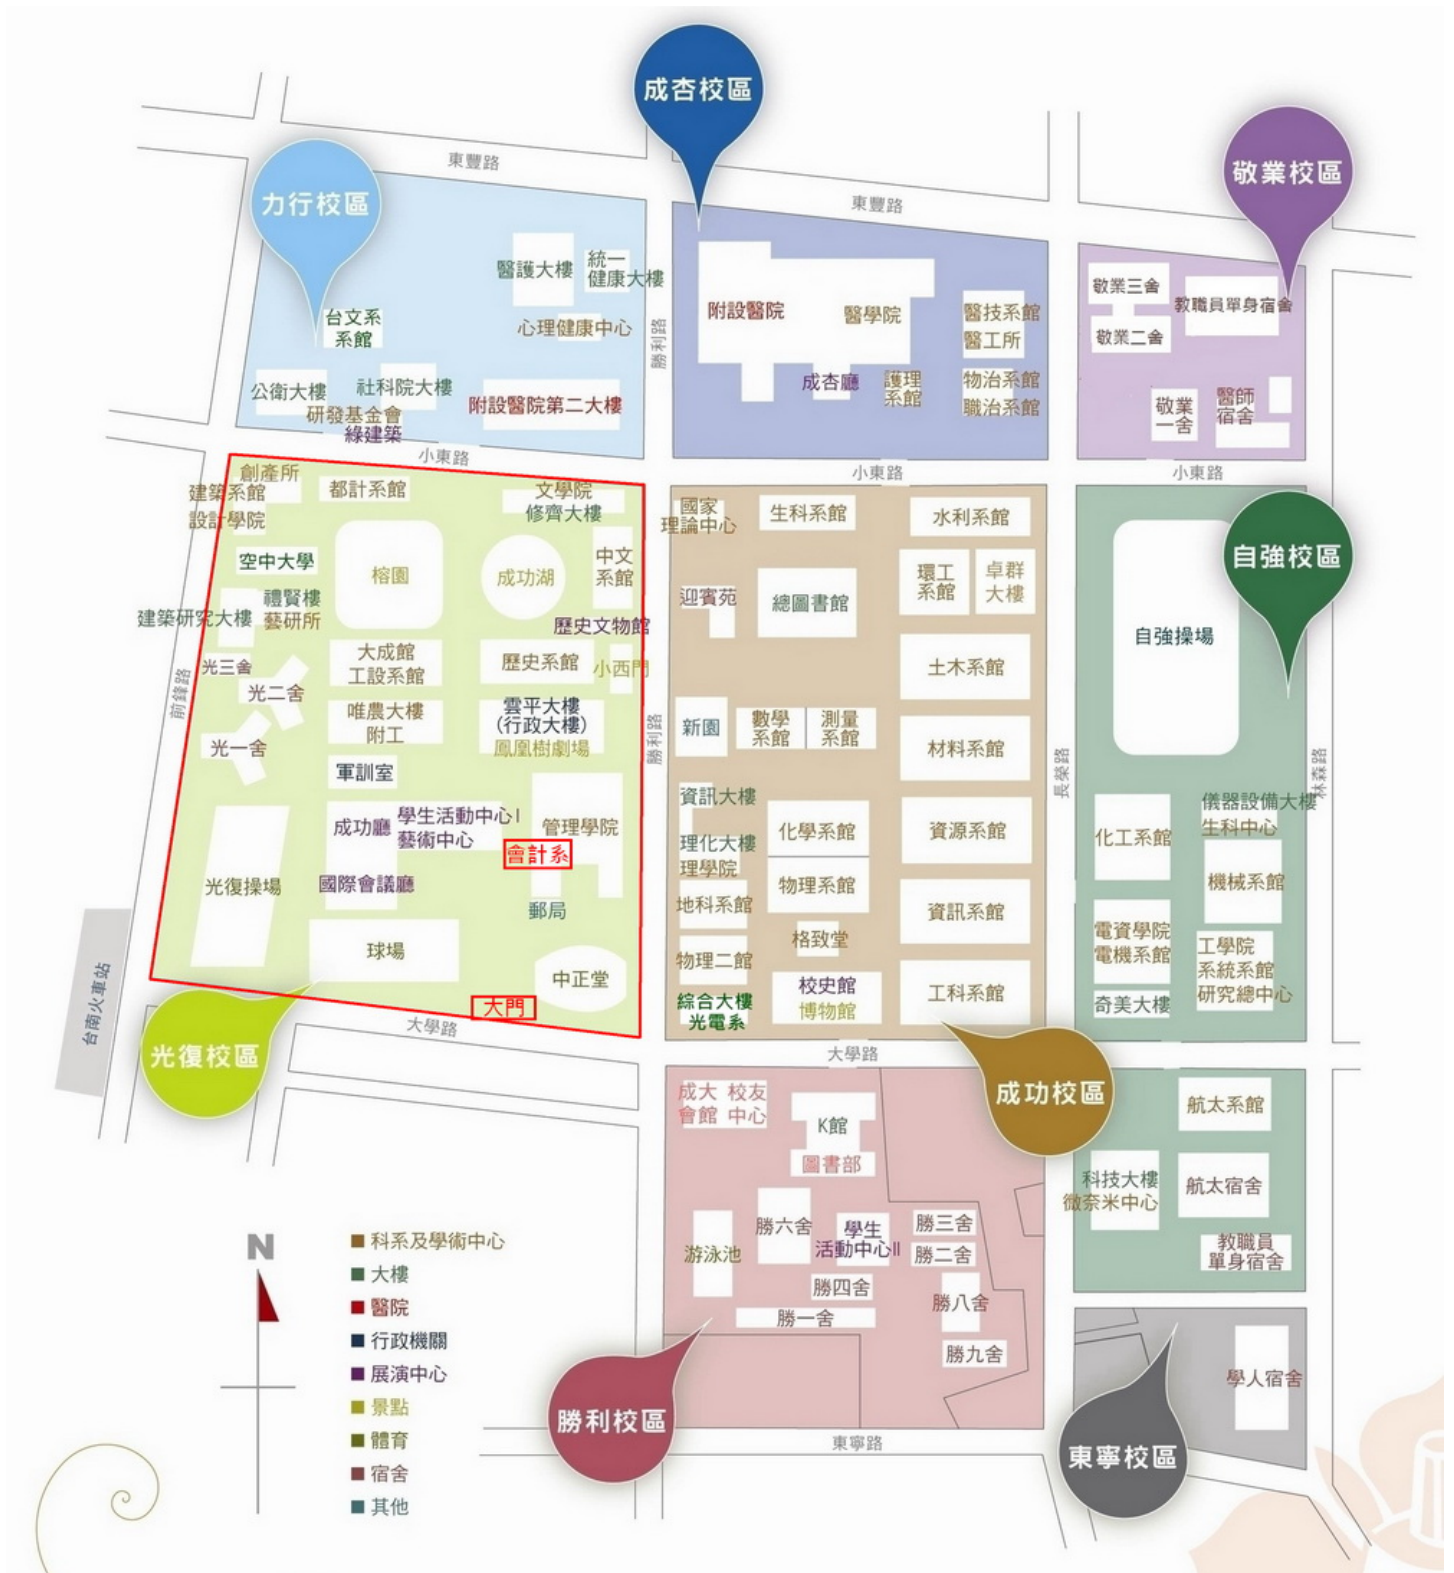 成杏校區
敬業校區
力行校區
東豐路
東豐路
醫護大樓
統一
健康大樓
台文系
系館
心理健康中心
公衛大樓
社科院大樓
研發基金會
綠建築
附設醫院第二大樓
勝利路
附設醫院
醫學院
醫技系館
醫工所
成杏廳
護理
系館
物治系館
職治系館
敬業三舍
教職員單身宿舍
敬業二舍
敬業
一舍
醫師
宿舍
小東路
小東路
小東路
創產所
建築系館
設計學院
都計系館
文學院
修齊大樓
空中大學
榕園
成功湖
中文
系館
禮賢樓
建築研究大樓
藝研所
歷史文物館
光三舍
大成館
工設系館
歷史系館
小西門
光二舍
前鋒路
唯農大樓
附工
雲平大樓
(行政大樓)
鳳凰樹劇場
光一舍
軍訓室
成功廳
學生活動中心I
藝術中心
管理學院
會計系
光復操場
國際會議廳
郵局
球場
中正堂
大門
台南火車站
光復校區
大學路
勝利路
國家
理論中心
生科系館
水利系館
迎賓苑
總圖書館
環工
系館
卓群
大樓
土木系館
新園
數學
系館
測量
系館
材料系館
資訊大樓
理化大樓
理學院
化學系館
資源系館
地科系館
物理系館
資訊系館
格致堂
物理二館
校史館
博物館
工科系館
綜合大樓
光電系
長榮路
自強校區
自強操場
林森路
儀器設備大樓
生科中心
化工系館
機械系館
電資學院
電機系館
工學院
系統系館
研究總中心
奇美大樓
大學路
成功校區
成大
會館
校友
中心
K館
圖書部
航太系館
科技大樓
微奈米中心
航太宿舍
教職員
單身宿舍
游泳池
勝六舍
學生
活動中心II
勝三舍
勝二舍
勝四舍
勝一舍
勝八舍
勝九舍
勝利校區
東寧路
學人宿舍
東寧校區
N
科系及學術中心
大樓
醫院
行政機關
展演中心
景點
體育
宿舍
其他